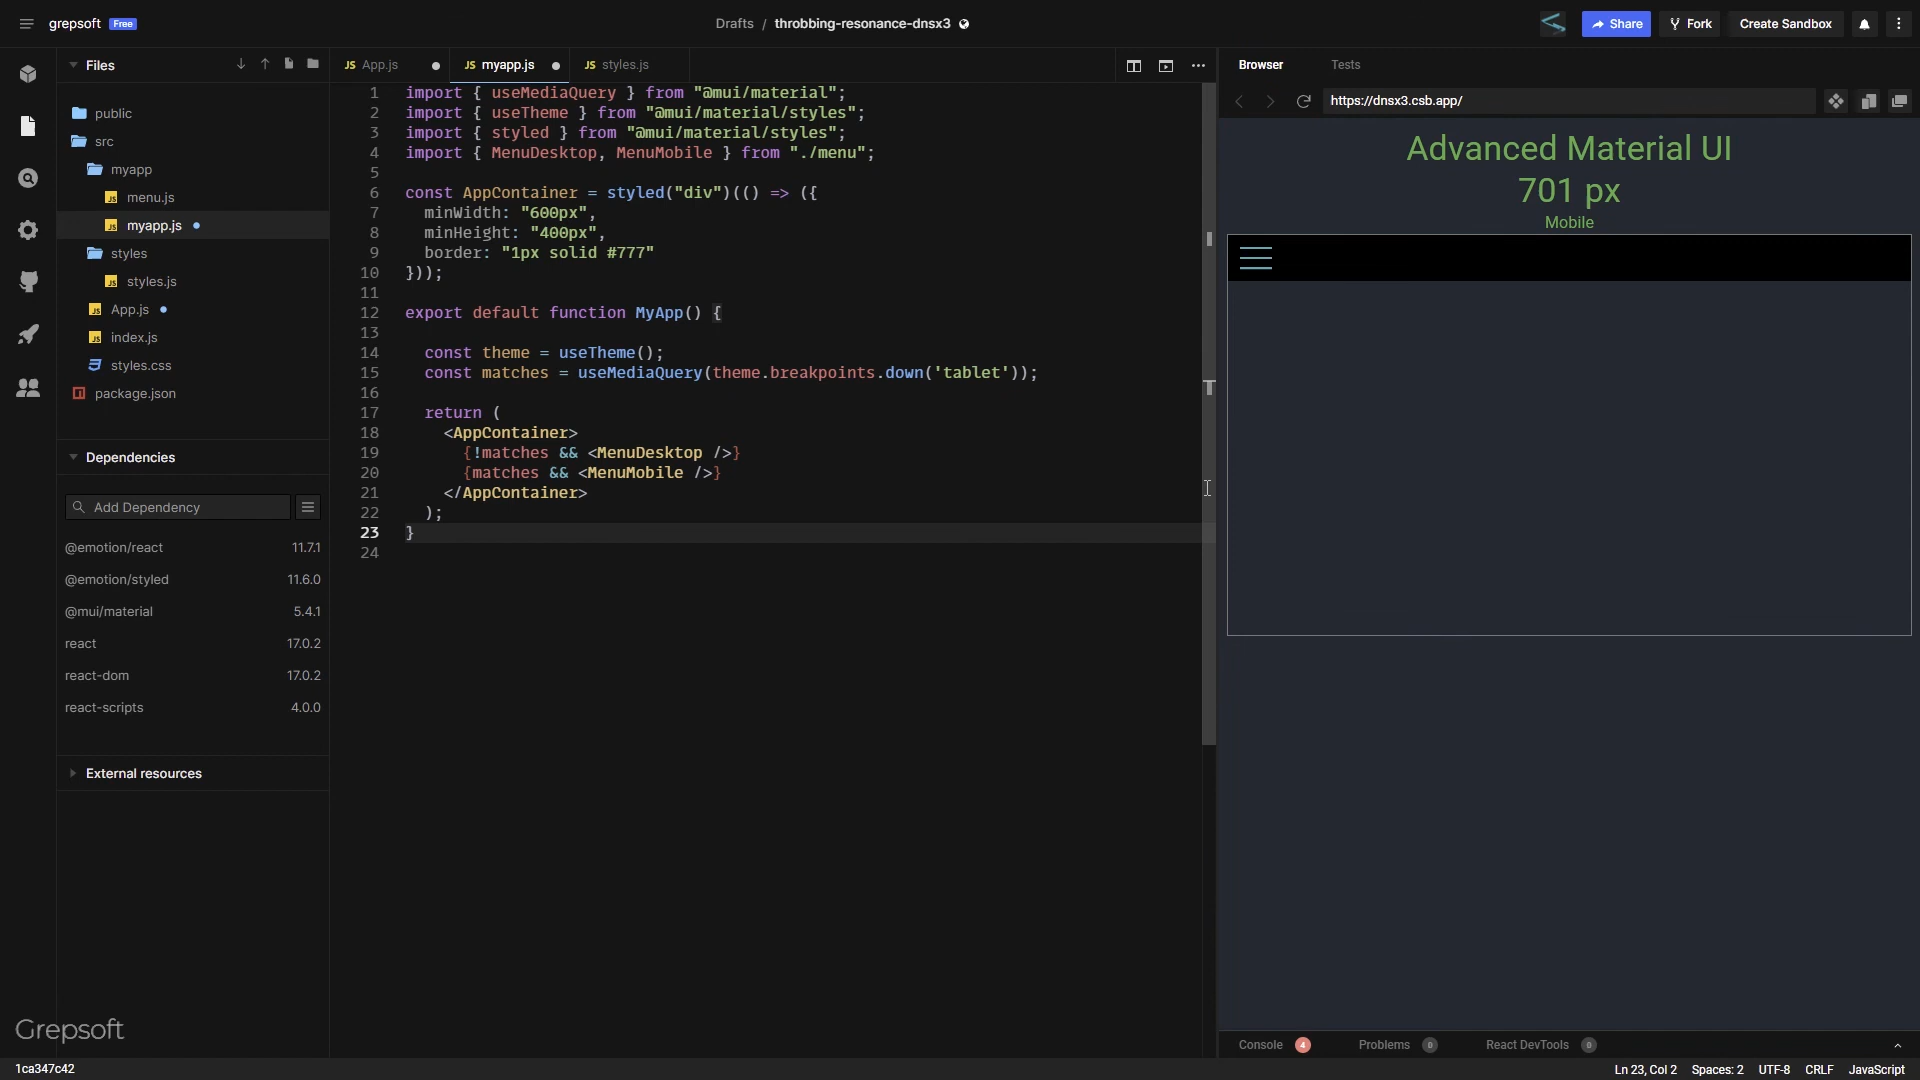 grepsoft Free
Drafts / throbbing-resonance-dnsx3
Share
Fork
Create Sandbox
Files
public
src
myapp
menu.js
myapp.js
styles
styles.js
App.js
index.js
styles.css
package.json
Dependencies
Add Dependency
@emotion/react 11.7.1
@emotion/styled 11.6.0
@mui/material 5.4.1
react 17.0.2
react-dom 17.0.2
react-scripts 4.0.0
External resources
Grepsoft
JS App.js
JS myapp.js
JS styles.js
1 import { useMediaQuery } from "@mui/material";
2 import { useTheme } from "@mui/material/styles";
3 import { styled } from "@mui/material/styles";
4 import { MenuDesktop, MenuMobile } from "./menu";
5
6 const AppContainer = styled("div")(() => ({
7 minWidth: "600px",
8 minHeight: "400px",
9 border: "1px solid #777"
10 }));
11
12 export default function MyApp() {
13
14 const theme = useTheme();
15 const matches = useMediaQuery(theme.breakpoints.down('tablet'));
16
17 return (
18 <AppContainer>
19 {!matches && <MenuDesktop />}
20 {matches && <MenuMobile />}
21 </AppContainer>
22 );
23 }
24
Browser
Tests
https://dnsx3.csb.app/
Advanced Material UI
701 px
Mobile
Console 4
Problems 0
React DevTools 0
1ca347c42
Ln 23, Col 2 Spaces: 2 UTF-8 CRLF JavaScript